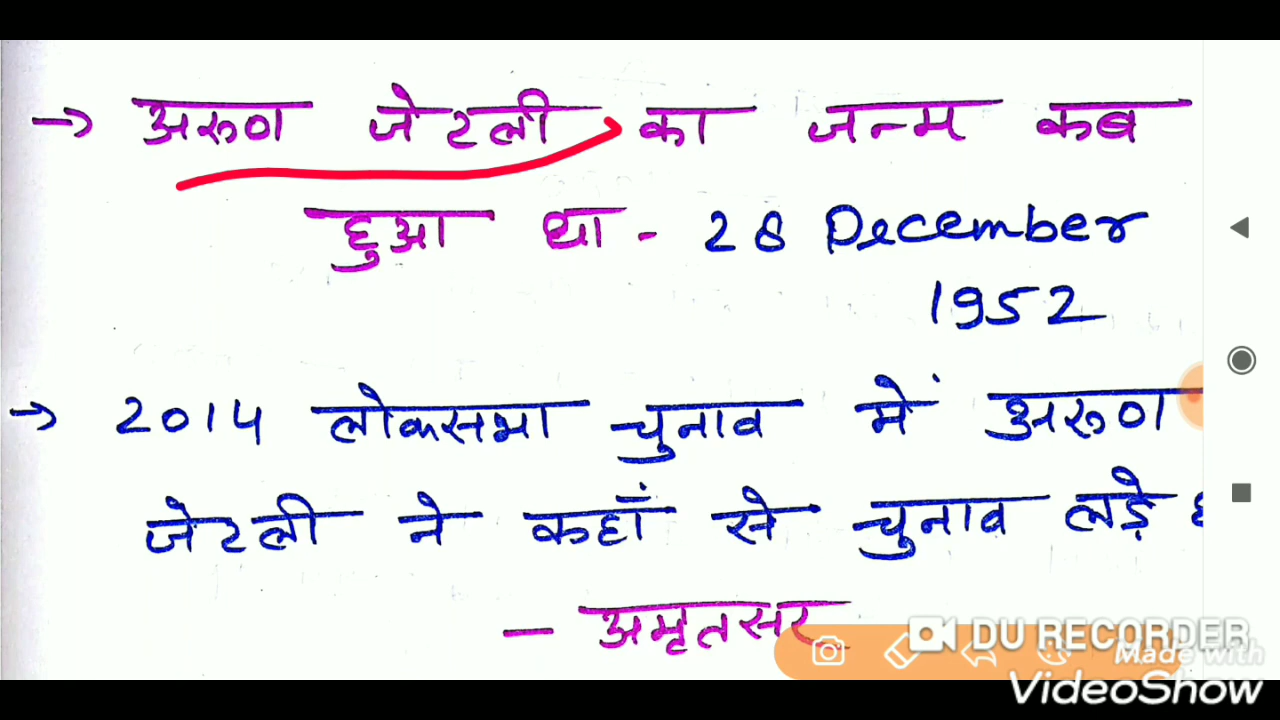 → अरुण जेटली का जन्म कब
हुआ था - 28 December
1952
→ 2014 लोकसभा चुनाव में अरुण
जेटली ने कहाँ से चुनाव लड़े
- अमृतसर
DU RECORDER
Made with
VideoShow